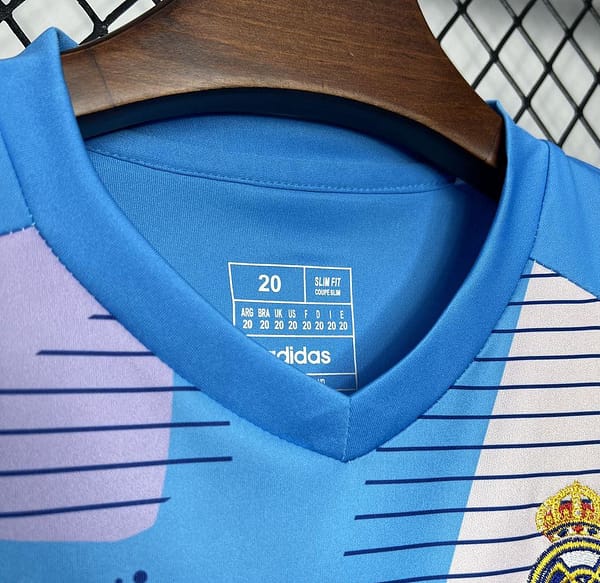 20
SLIM FIT
COUPE SLIM
ARG BRA UK US F D I E
20 20 20 20 20 20 20 20
adidas